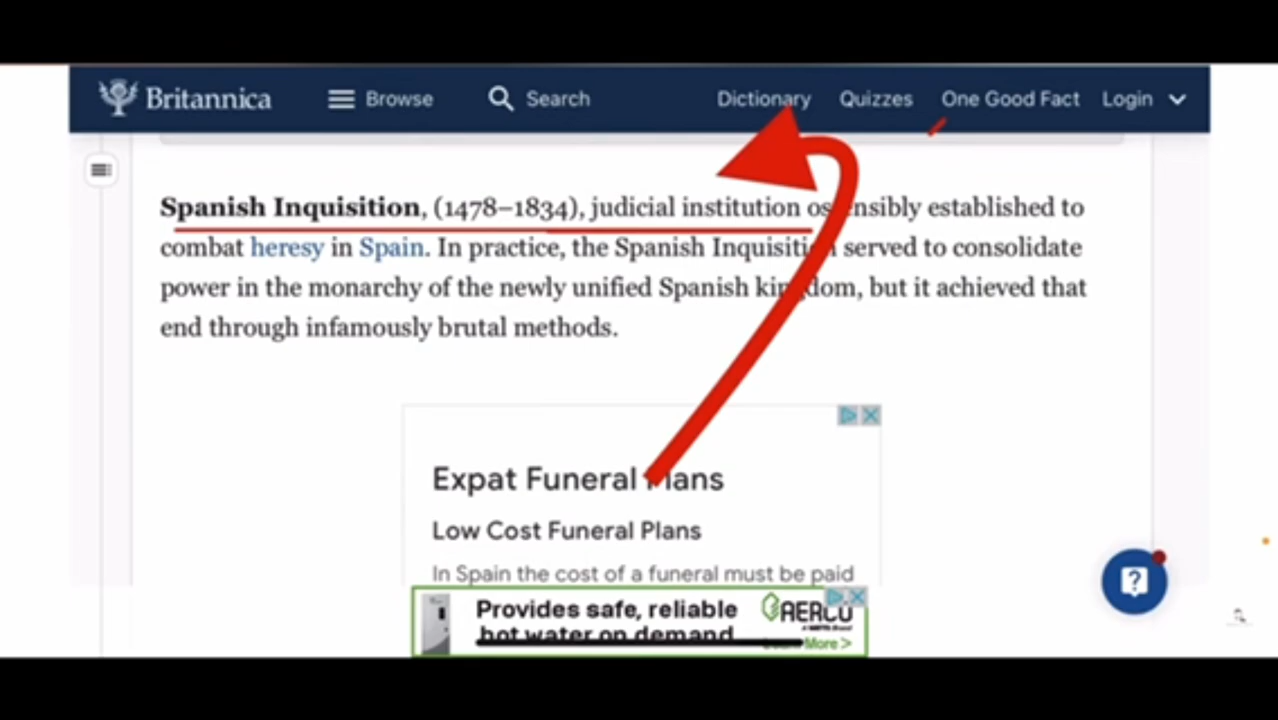 Britannica Browse Search Dictionary Quizzes One Good Fact Login
Spanish Inquisition, (1478–1834), judicial institution ostensibly established to
combat heresy in Spain. In practice, the Spanish Inquisition served to consolidate
power in the monarchy of the newly unified Spanish kingdom, but it achieved that
end through infamously brutal methods.
Expat Funeral Plans
Low Cost Funeral Plans
In Spain the cost of a funeral must be paid
Provides safe, reliable
hot water on demand
AERCO
More >